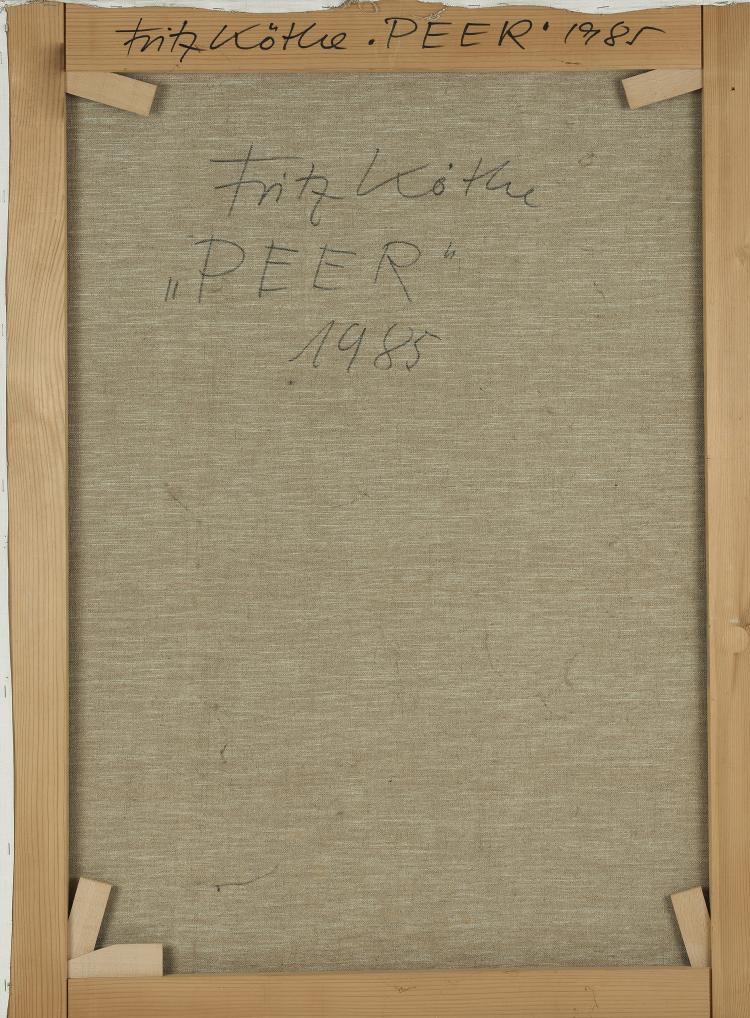 Fritz Köthe · PEER · 1985
Fritz Köthe
„PEER“
1985